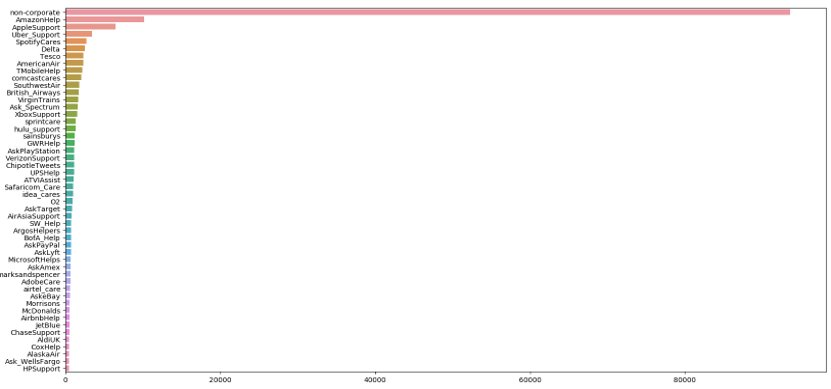 non-corporate
AmazonHelp
AppleSupport
Uber_Support
SpotifyCares
Delta
Tesco
AmericanAir
TMobileHelp
comcastcares
SouthwestAir
British_Airways
VirginTrains
Ask_Spectrum
XboxSupport
sprintcare
hulu_support
sainsburys
GWRHelp
AskPlayStation
VerizonSupport
ChipotleTweets
UPSHelp
ATVIAssist
Safaricom_Care
idea_cares
O2
AskTarget
AirAsiaSupport
SW_Help
ArgosHelpers
BofA_Help
AskPayPal
AskLyft
MicrosoftHelps
AskAmex
marksandspencer
AdobeCare
airtel_care
AskeBay
Morrisons
McDonalds
AirbnbHelp
JetBlue
ChaseSupport
AldiUK
CoxHelp
AlaskaAir
Ask_WellsFargo
HPSupport
0 20000 40000 60000 80000